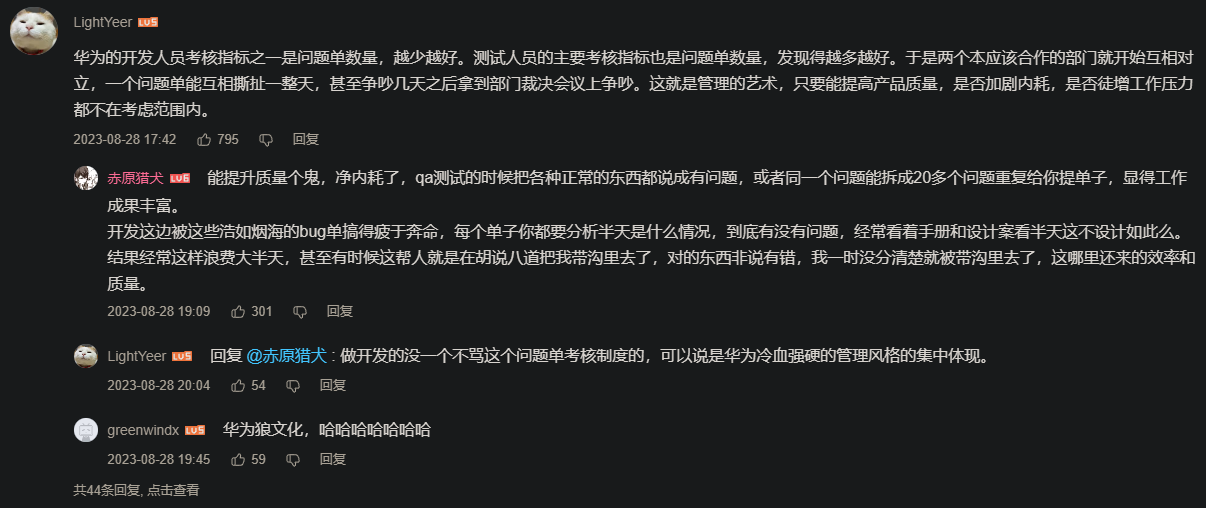 LightYeer LV5
华为的开发人员考核指标之一是问题单数量，越少越好。测试人员的主要考核指标也是问题单数量，发现得越多越好。于是两个本应该合作的部门就开始互相对
立，一个问题单能互相撕扯一整天，甚至争吵几天之后拿到部门裁决会议上争吵。这就是管理的艺术，只要能提高产品质量，是否加剧内耗，是否徒增工作压力
都不在考虑范围内。
2023-08-28 17:42 795 回复
赤原猎犬 LV6 能提升质量个鬼，净内耗了，qa测试的时候把各种正常的东西都说成有问题，或者同一个问题能拆成20多个问题重复给你提单子，显得工作
成果丰富。
开发这边被这些浩如烟海的bug单搞得疲于奔命，每个单子你都要分析半天是什么情况，到底有没有问题，经常看着手册和设计案看半天这不设计如此么。
结果经常这样浪费大半天，甚至有时候这帮人就是在胡说八道把我带沟里去了，对的东西非说有错，我一时没分清楚就被带沟里去了，这哪里还来的效率和
质量。
2023-08-28 19:09 301 回复
LightYeer LV5 回复 @赤原猎犬 : 做开发的没一个不骂这个问题单考核制度的，可以说是华为冷血强硬的管理风格的集中体现。
2023-08-28 20:04 54 回复
greenwindx LV5 华为狼文化，哈哈哈哈哈哈哈
2023-08-28 19:45 59 回复
共44条回复, 点击查看